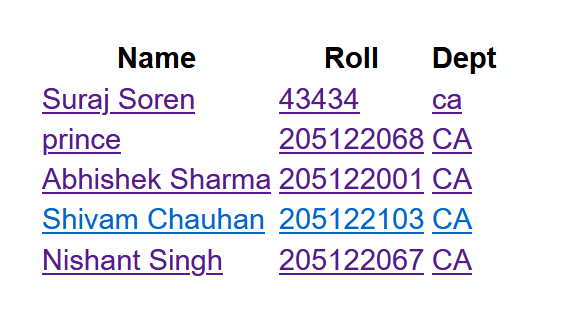 Name Roll Dept
Suraj Soren 43434 ca
prince 205122068 CA
Abhishek Sharma 205122001 CA
Shivam Chauhan 205122103 CA
Nishant Singh 205122067 CA